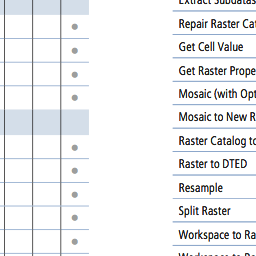 Extract Subdatas
Repair Raster Cat
Get Cell Value
Get Raster Prope
Mosaic (with Opt
Mosaic to New R
Raster Catalog to
Raster to DTED
Resample
Split Raster
Workspace to Ra